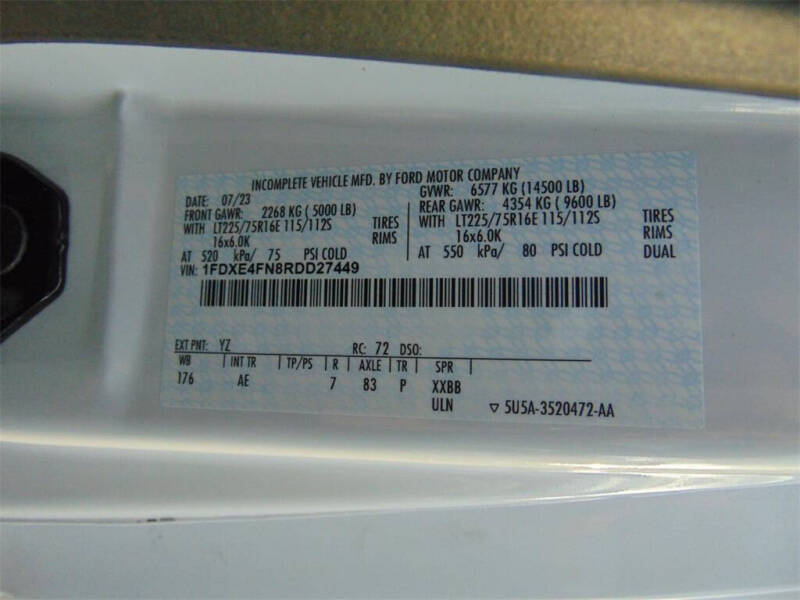 INCOMPLETE VEHICLE MFD. BY FORD MOTOR COMPANY
DATE: 07/23 GVWR: 6577 KG (14500 LB)
FRONT GAWR: 2268 KG (5000 LB) REAR GAWR: 4354 KG (9600 LB)
WITH LT225/75R16E 115/112S TIRES WITH LT225/75R16E 115/112S TIRES
16x6.0K RIMS 16x6.0K RIMS
AT 520 kPa/ 75 PSI COLD AT 550 kPa/ 80 PSI COLD DUAL
VIN: 1FDXE4FN8RDD27449
EXT PNT: YZ RC: 72 DSO:
WB INT TR TP/PS R AXLE TR SPR
176 AE 7 83 P XXBB
ULN ▽ 5U5A-3520472-AA